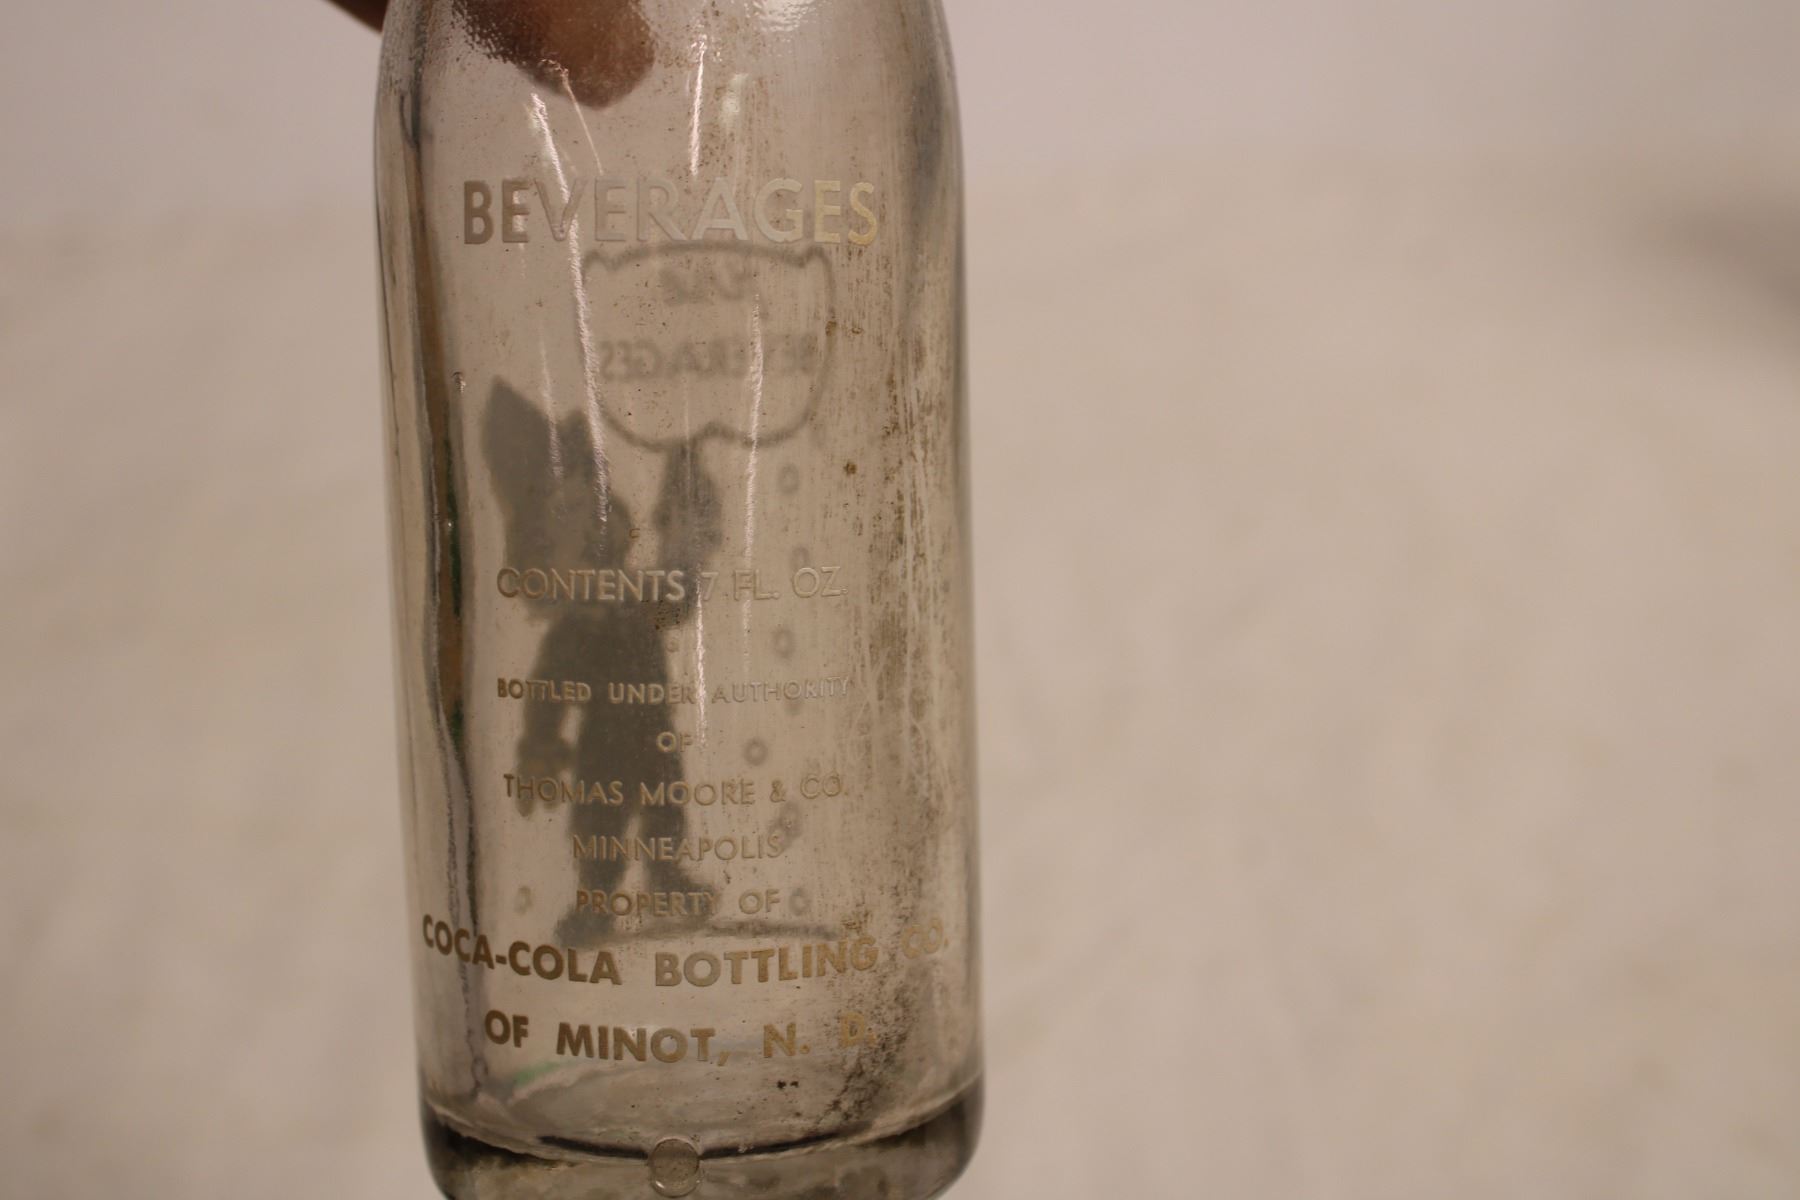 BEVERAGES
BEVERAGES
CONTENTS 7 FL. OZ.
BOTTLED UNDER AUTHORITY
OF
THOMAS MOORE & CO.
MINNEAPOLIS
PROPERTY OF
COCA-COLA BOTTLING CO.
OF MINOT, N. D.